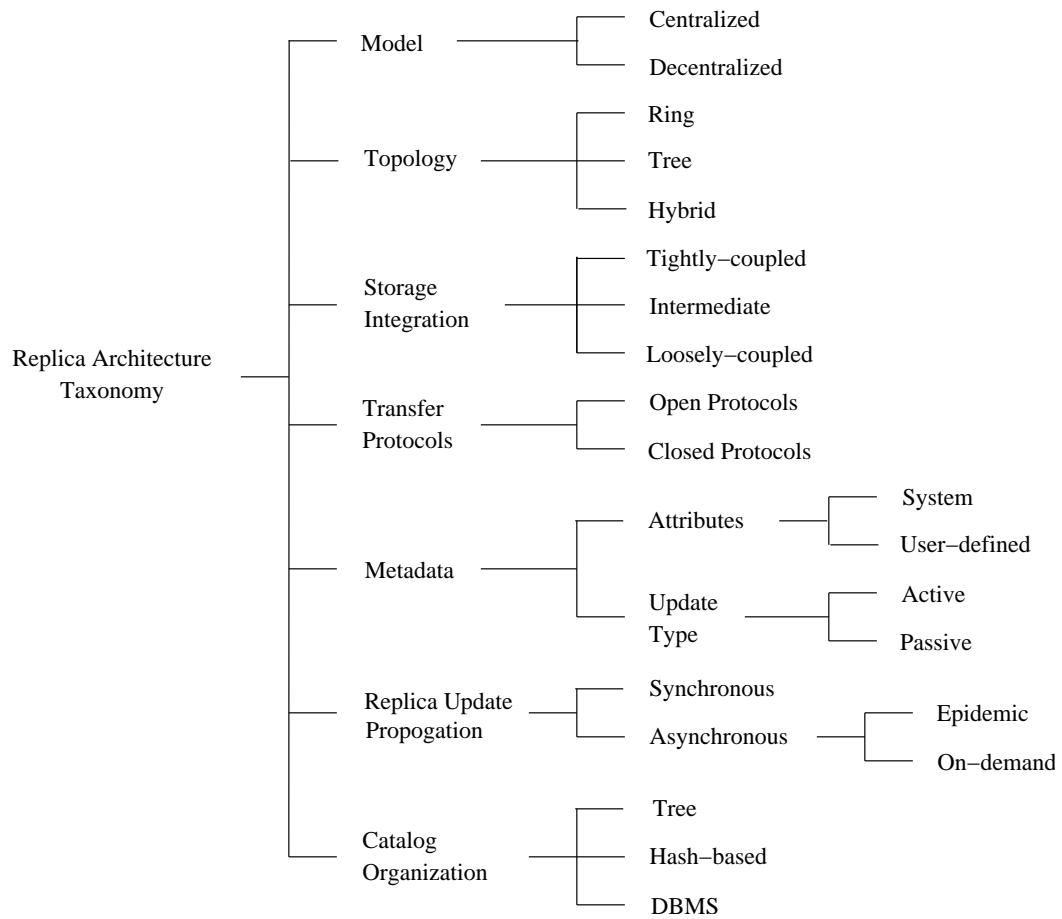 Replica Architecture
Taxonomy
Model
Centralized
Decentralized
Topology
Ring
Tree
Hybrid
Storage
Integration
Tightly−coupled
Intermediate
Loosely−coupled
Transfer
Protocols
Open Protocols
Closed Protocols
Metadata
Attributes
System
User−defined
Update
Type
Active
Passive
Replica Update
Propogation
Synchronous
Asynchronous
Epidemic
On−demand
Catalog
Organization
Tree
Hash−based
DBMS